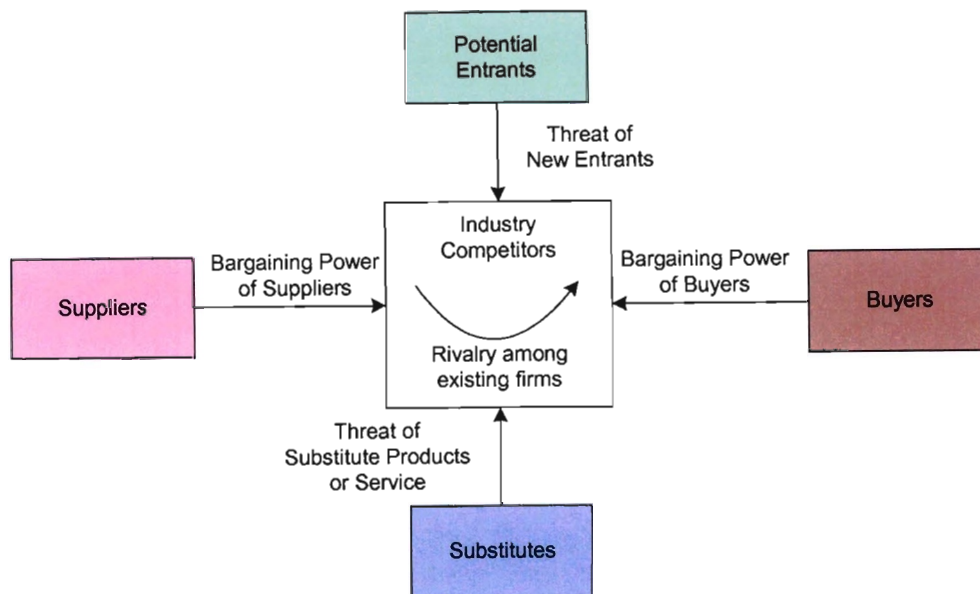 Potential
Entrants
Threat of
New Entrants
Industry
Competitors
Bargaining Power
of Suppliers
Bargaining Power
of Buyers
Suppliers
Buyers
Rivalry among
existing firms
Threat of
Substitute Products
or Service
Substitutes